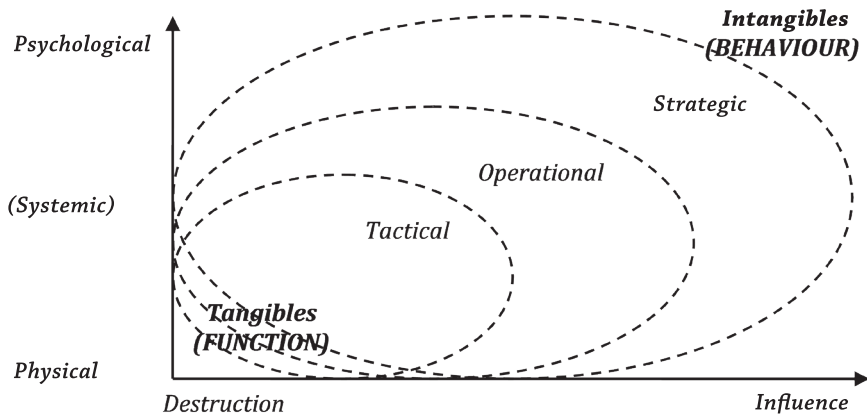 Intangibles
(BEHAVIOUR)
Psychological
Strategic
Operational
(Systemic)
Tactical
Tangibles
(FUNCTION)
Physical
Destruction
Influence